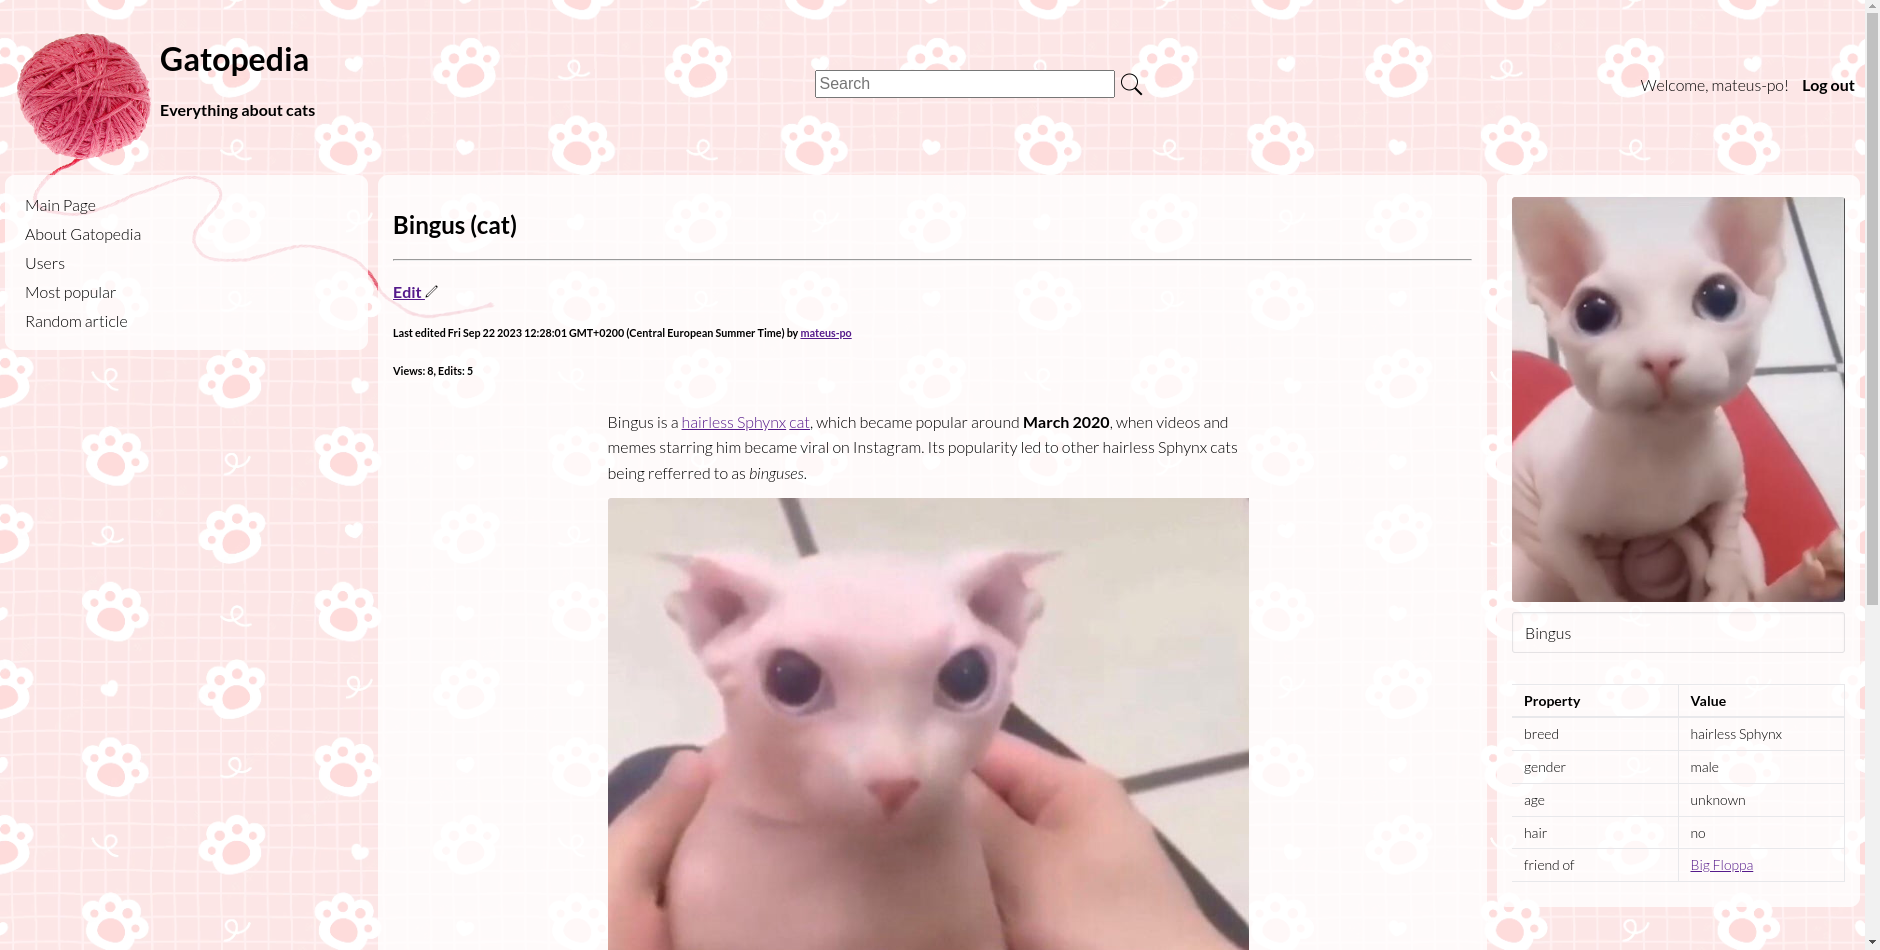 Gatopedia
Everything about cats
Search
Welcome, mateus-po! Log out
Main Page
About Gatopedia
Users
Most popular
Random article
Bingus (cat)
Edit
Last edited Fri Sep 22 2023 12:28:01 GMT+0200 (Central European Summer Time) by mateus-po
Views: 8, Edits: 5
Bingus is a hairless Sphynx cat, which became popular around March 2020, when videos and
memes starring him became viral on Instagram. Its popularity led to other hairless Sphynx cats
being refferred to as binguses.
Bingus
Property Value
breed hairless Sphynx
gender male
age unknown
hair no
friend of Big Floppa